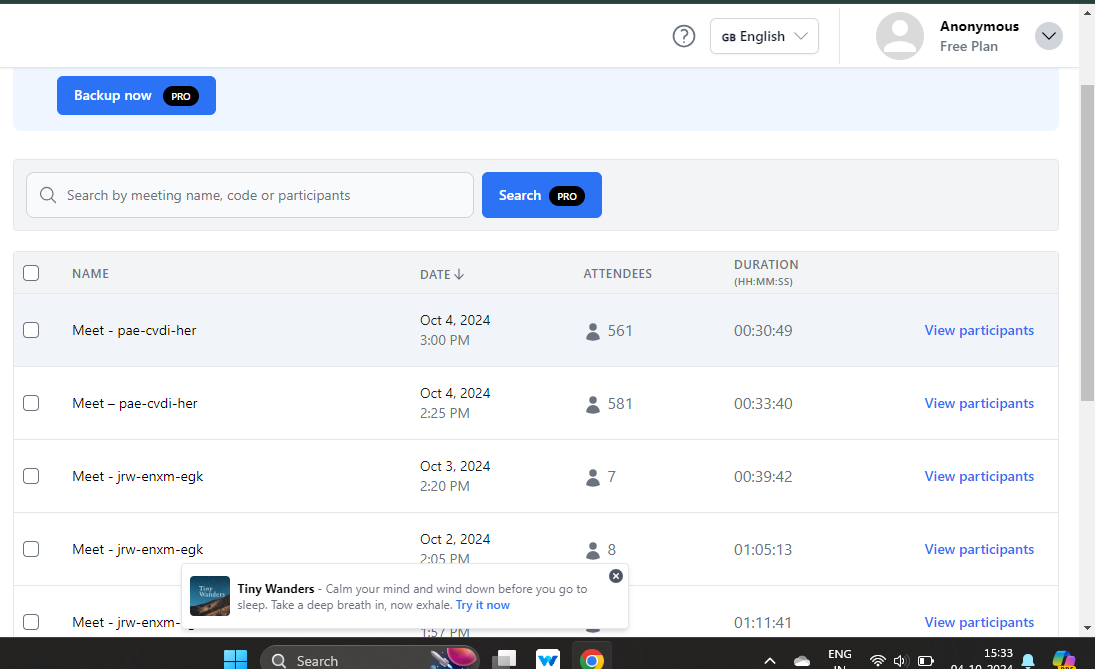 GB English
Anonymous
Free Plan
Backup now PRO
Search by meeting name, code or participants
Search PRO
NAME
DATE
ATTENDEES
DURATION
(HH:MM:SS)
Meet - pae-cvdi-her
Oct 4, 2024
3:00 PM
561
00:30:49
View participants
Meet – pae-cvdi-her
Oct 4, 2024
2:25 PM
581
00:33:40
View participants
Meet - jrw-enxm-egk
Oct 3, 2024
2:20 PM
7
00:39:42
View participants
Meet - jrw-enxm-egk
Oct 2, 2024
2:05 PM
8
01:05:13
View participants
Meet - jrw-enxm-
1:57 PM
01:11:41
View participants
Tiny
Wanders
Tiny Wanders - Calm your mind and wind down before you go to
sleep. Take a deep breath in, now exhale. Try it now
Search
ENG
IN
15:33
04-10-2024